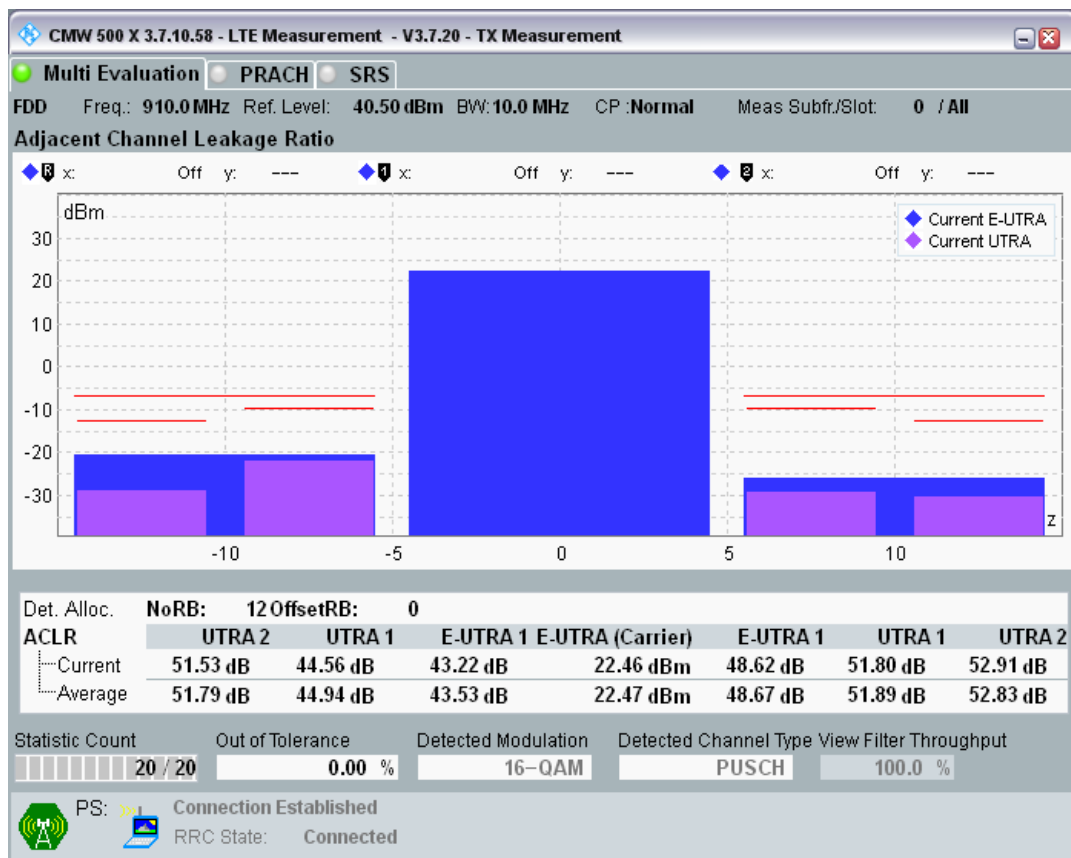 CMW 500 X 3.7.10.58 - LTE Measurement - V3.7.20 - TX Measurement
Multi Evaluation PRACH SRS
FDD Freq.: 910.0 MHz Ref. Level: 40.50 dBm BW: 10.0 MHz CP :Normal Meas Subfr./Slot: 0 / All
Adjacent Channel Leakage Ratio
R x: Off y: --- 1 x: Off y: --- 2 x: Off y: ---
dBm
Current E-UTRA
Current UTRA
30
20
10
0
-10
-20
-30
z
-10 -5 0 5 10
Det. Alloc. NoRB: 12 OffsetRB: 0
ACLR UTRA 2 UTRA 1 E-UTRA 1 E-UTRA (Carrier) E-UTRA 1 UTRA 1 UTRA 2
Current 51.53 dB 44.56 dB 43.22 dB 22.46 dBm 48.62 dB 51.80 dB 52.91 dB
Average 51.79 dB 44.94 dB 43.53 dB 22.47 dBm 48.67 dB 51.89 dB 52.83 dB
Statistic Count Out of Tolerance Detected Modulation Detected Channel Type View Filter Throughput
20 / 20 0.00 % 16-QAM PUSCH 100.0 %
PS: Connection Established
RRC State: Connected